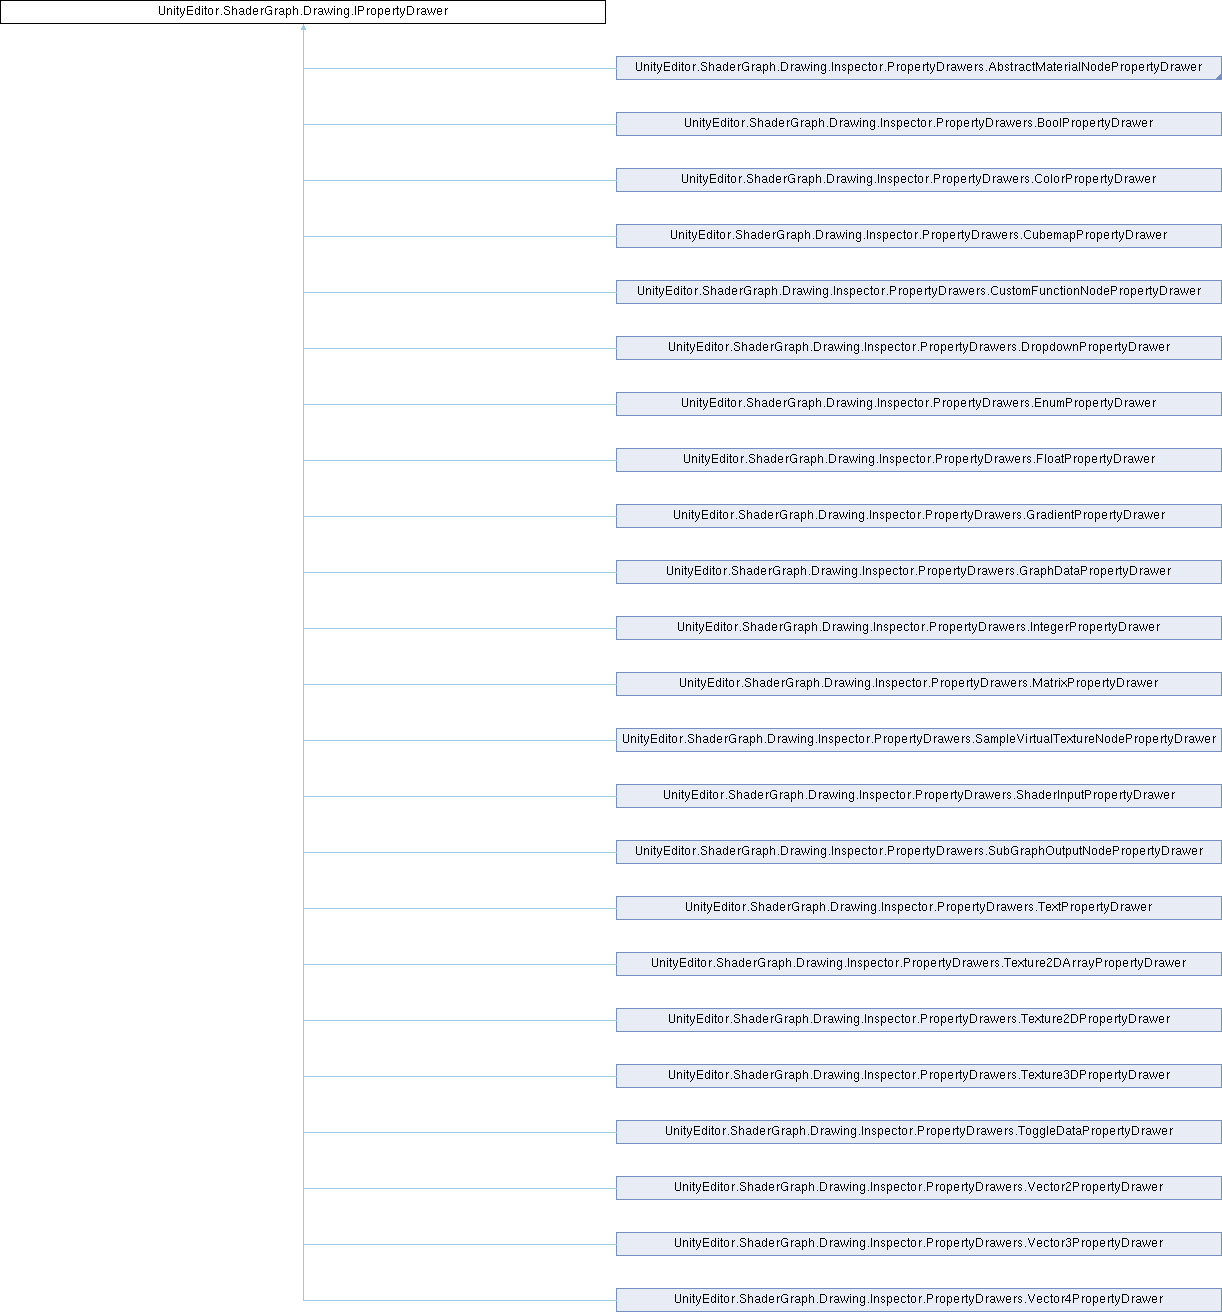 UnityEditor.ShaderGraph.Drawing.IPropertyDrawer
UnityEditor.ShaderGraph.Drawing.Inspector.PropertyDrawers.AbstractMaterialNodePropertyDrawer
UnityEditor.ShaderGraph.Drawing.Inspector.PropertyDrawers.BoolPropertyDrawer
UnityEditor.ShaderGraph.Drawing.Inspector.PropertyDrawers.ColorPropertyDrawer
UnityEditor.ShaderGraph.Drawing.Inspector.PropertyDrawers.CubemapPropertyDrawer
UnityEditor.ShaderGraph.Drawing.Inspector.PropertyDrawers.CustomFunctionNodePropertyDrawer
UnityEditor.ShaderGraph.Drawing.Inspector.PropertyDrawers.DropdownPropertyDrawer
UnityEditor.ShaderGraph.Drawing.Inspector.PropertyDrawers.EnumPropertyDrawer
UnityEditor.ShaderGraph.Drawing.Inspector.PropertyDrawers.FloatPropertyDrawer
UnityEditor.ShaderGraph.Drawing.Inspector.PropertyDrawers.GradientPropertyDrawer
UnityEditor.ShaderGraph.Drawing.Inspector.PropertyDrawers.GraphDataPropertyDrawer
UnityEditor.ShaderGraph.Drawing.Inspector.PropertyDrawers.IntegerPropertyDrawer
UnityEditor.ShaderGraph.Drawing.Inspector.PropertyDrawers.MatrixPropertyDrawer
UnityEditor.ShaderGraph.Drawing.Inspector.PropertyDrawers.SampleVirtualTextureNodePropertyDrawer
UnityEditor.ShaderGraph.Drawing.Inspector.PropertyDrawers.ShaderInputPropertyDrawer
UnityEditor.ShaderGraph.Drawing.Inspector.PropertyDrawers.SubGraphOutputNodePropertyDrawer
UnityEditor.ShaderGraph.Drawing.Inspector.PropertyDrawers.TextPropertyDrawer
UnityEditor.ShaderGraph.Drawing.Inspector.PropertyDrawers.Texture2DArrayPropertyDrawer
UnityEditor.ShaderGraph.Drawing.Inspector.PropertyDrawers.Texture2DPropertyDrawer
UnityEditor.ShaderGraph.Drawing.Inspector.PropertyDrawers.Texture3DPropertyDrawer
UnityEditor.ShaderGraph.Drawing.Inspector.PropertyDrawers.ToggleDataPropertyDrawer
UnityEditor.ShaderGraph.Drawing.Inspector.PropertyDrawers.Vector2PropertyDrawer
UnityEditor.ShaderGraph.Drawing.Inspector.PropertyDrawers.Vector3PropertyDrawer
UnityEditor.ShaderGraph.Drawing.Inspector.PropertyDrawers.Vector4PropertyDrawer